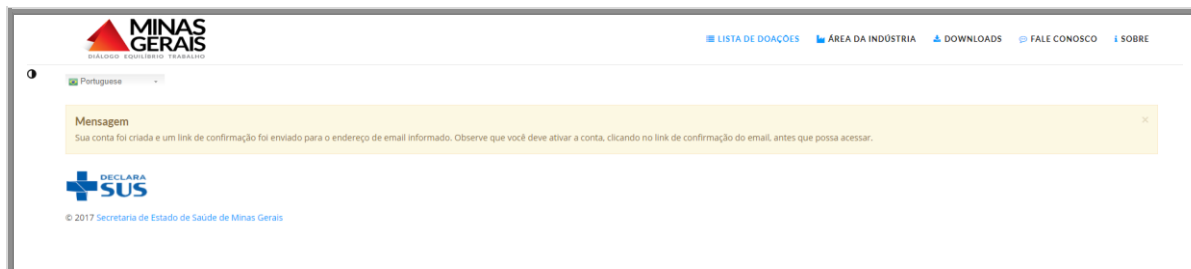 MINAS
GERAIS
DIÁLOGO EQUILÍBRIO TRABALHO
LISTA DE DOAÇÕES ÁREA DA INDÚSTRIA DOWNLOADS FALE CONOSCO SOBRE
Portuguese
Mensagem ×
Sua conta foi criada e um link de confirmação foi enviado para o endereço de email informado. Observe que você deve ativar a conta, clicando no link de confirmação do email, antes que possa acessar.
DECLARA
SUS
© 2017 Secretaria de Estado de Saúde de Minas Gerais